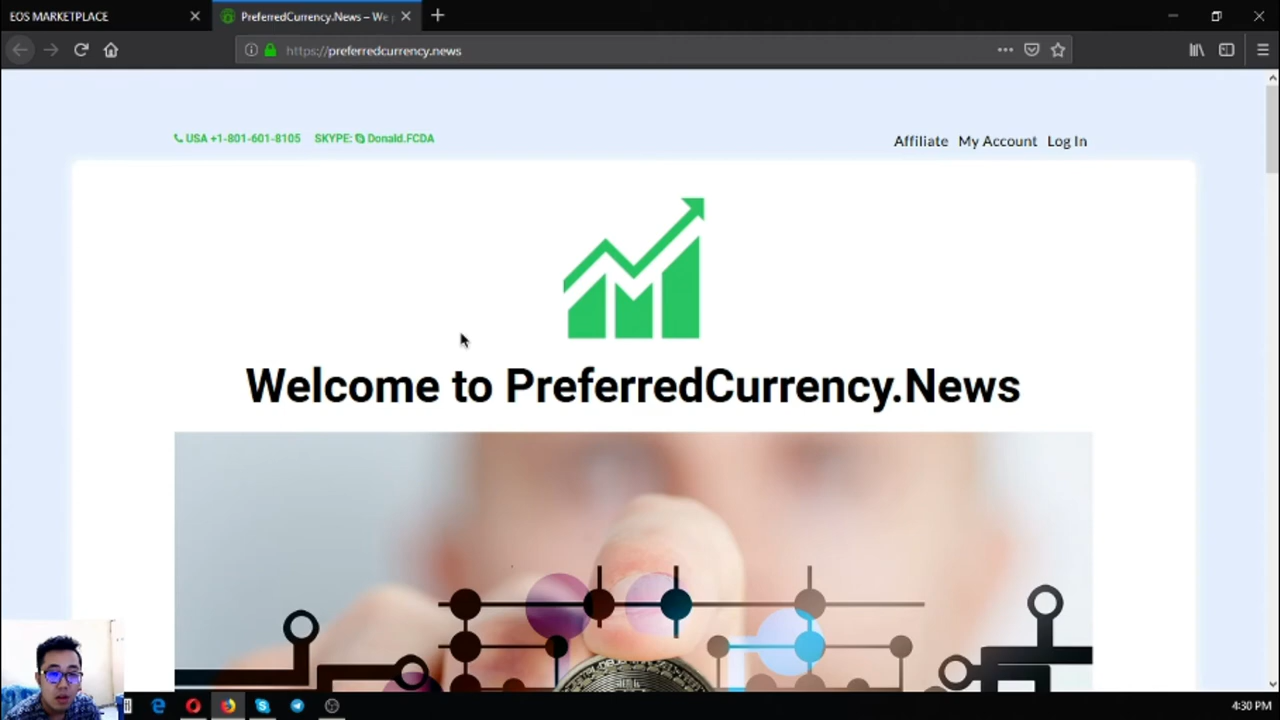 EOS MARKETPLACE
PreferredCurrency.News – We
https://preferredcurrency.news
USA +1-801-601-8105 SKYPE: Donald.FCDA
Affiliate My Account Log In
Welcome to PreferredCurrency.News
4:30 PM